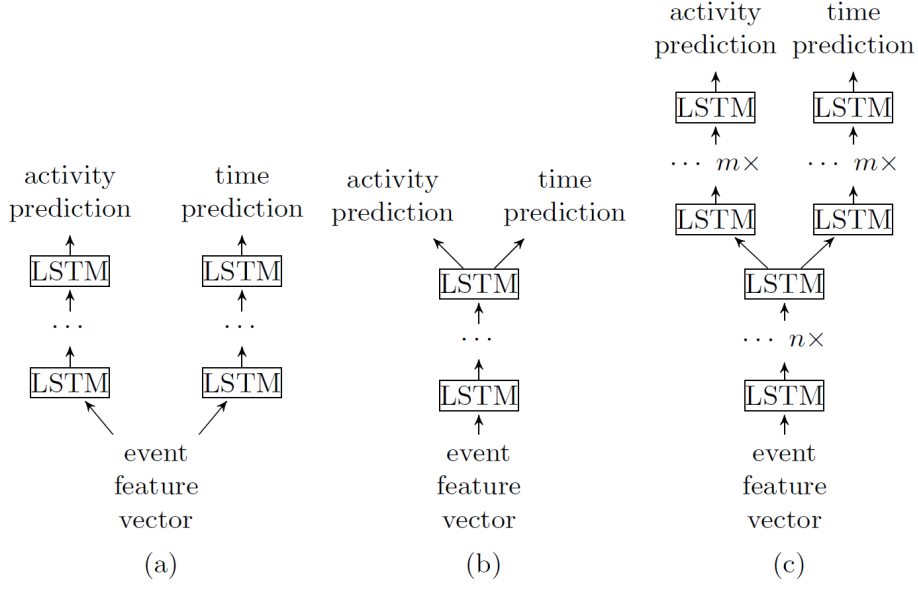 activity
prediction
time
prediction
LSTM
LSTM
···
···
LSTM
LSTM
event
feature
vector
(a)
activity
prediction
time
prediction
LSTM
···
LSTM
event
feature
vector
(b)
activity
prediction
time
prediction
LSTM
LSTM
··· m×
··· m×
LSTM
LSTM
LSTM
··· n×
LSTM
event
feature
vector
(c)